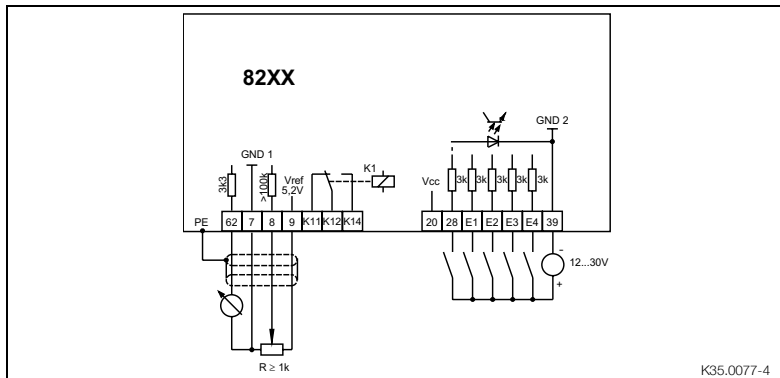 82XX
GND 2
GND 1
K1
3k3
>100k
Vref
5,2V
Vcc
3k
3k
3k
3k
3k
PE
62
7
8
9
K11
K12
K14
20
28
E1
E2
E3
E4
39
-
12...30V
+
R ≥ 1k
K35.0077-4